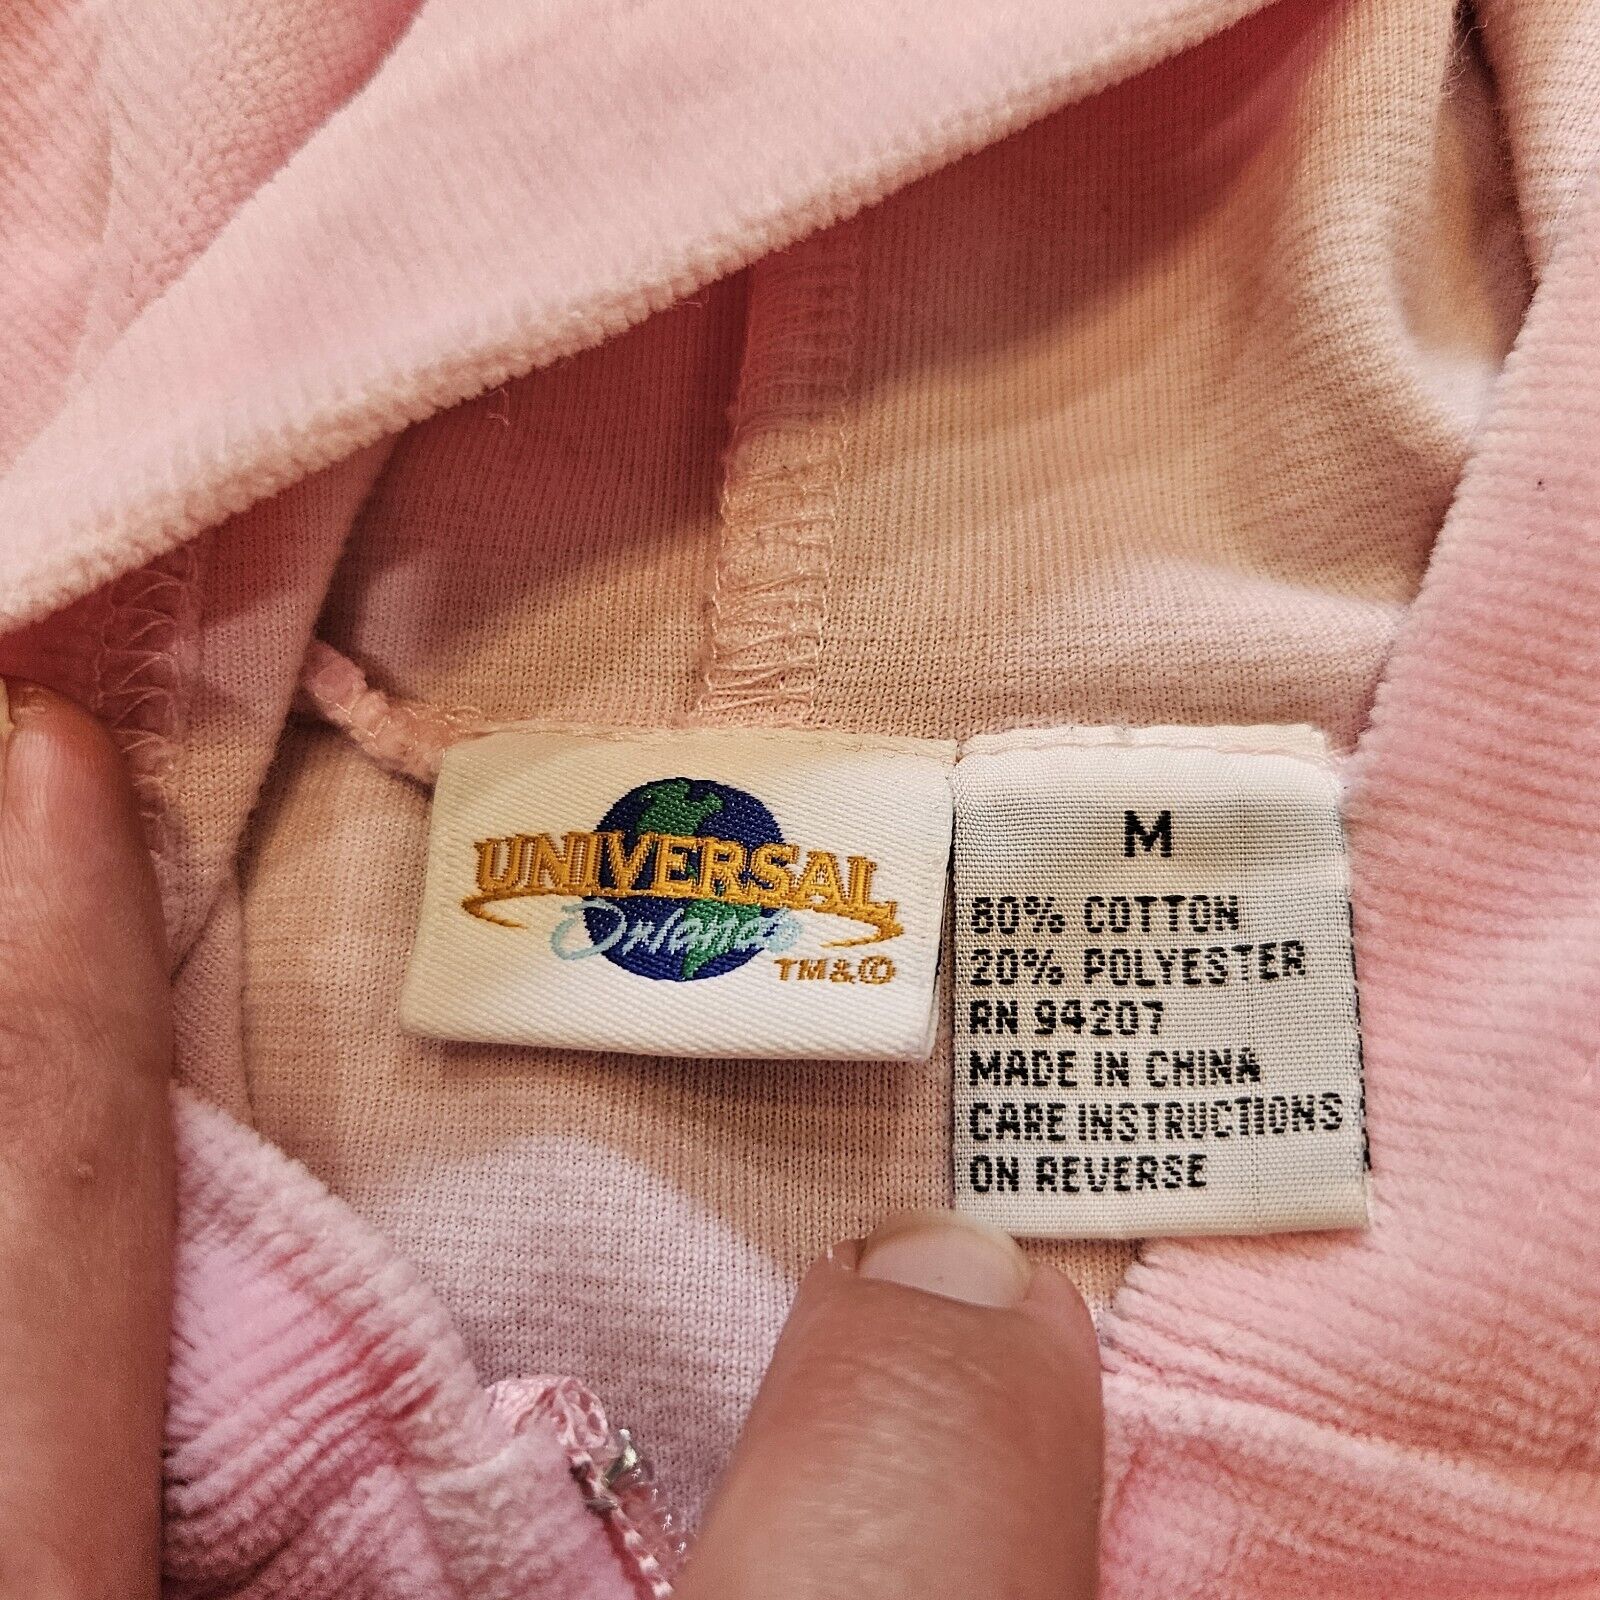 UNIVERSAL
Orlando®
TM&©
M
80% COTTON
20% POLYESTER
RN 94207
MADE IN CHINA
CARE INSTRUCTIONS
ON REVERSE